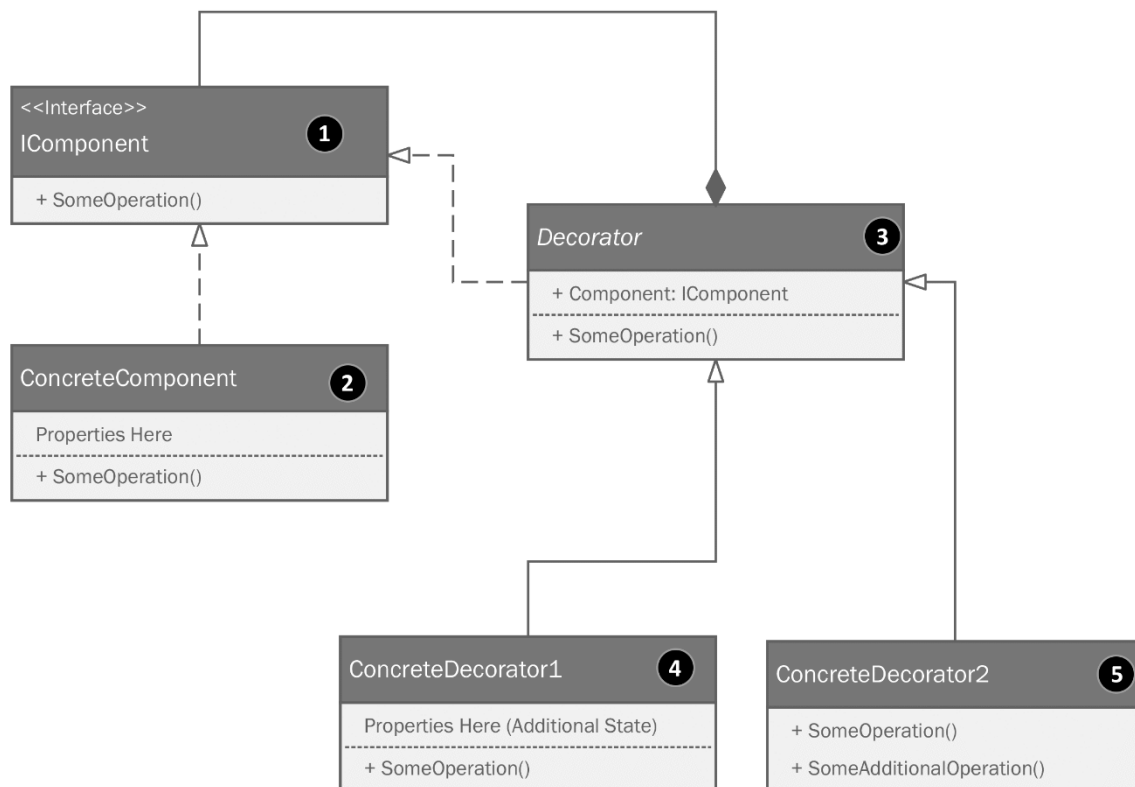 <<Interface>>
IComponent
1
+ SomeOperation()
Decorator
3
+ Component: IComponent
+ SomeOperation()
ConcreteComponent
2
Properties Here
+ SomeOperation()
ConcreteDecorator1
4
Properties Here (Additional State)
+ SomeOperation()
ConcreteDecorator2
5
+ SomeOperation()
+ SomeAdditionalOperation()